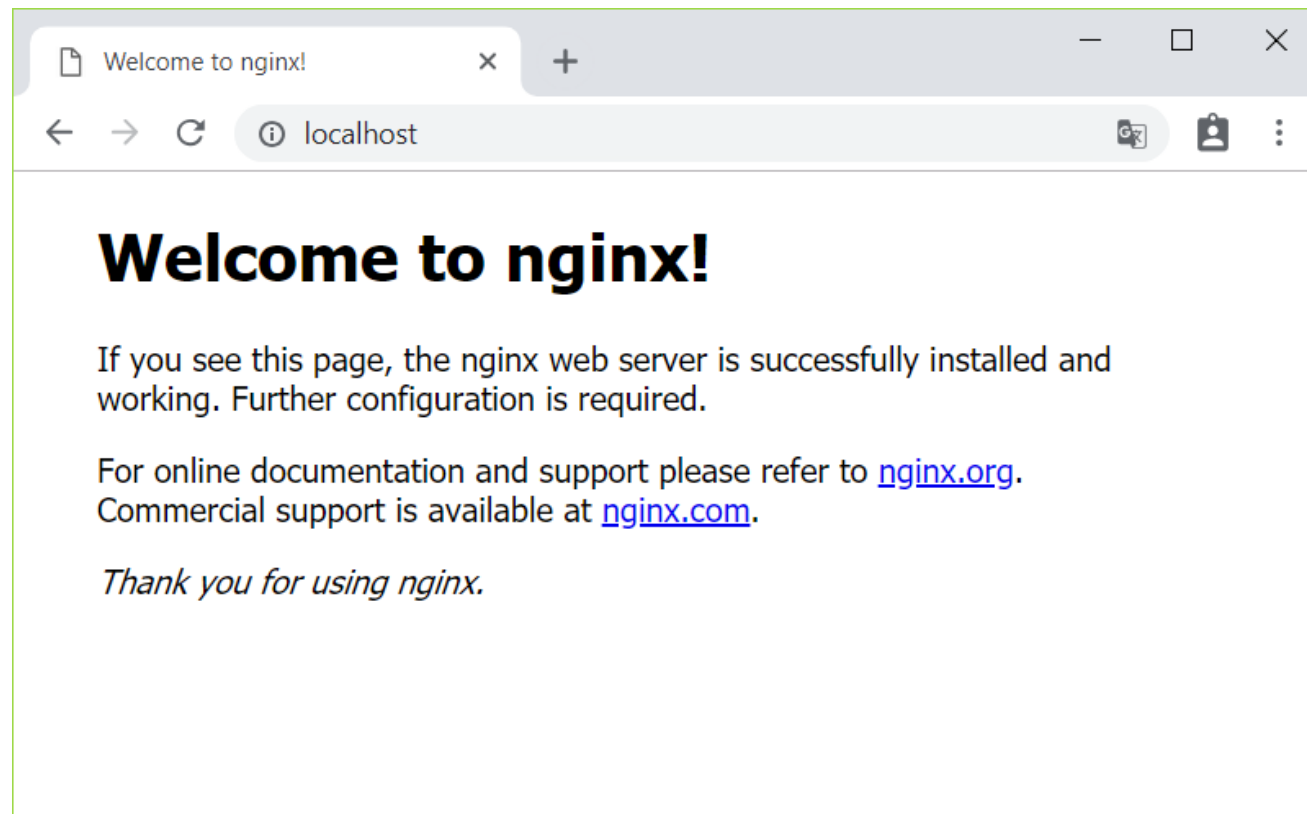 Welcome to nginx!
localhost
Welcome to nginx!
If you see this page, the nginx web server is successfully installed and
working. Further configuration is required.
For online documentation and support please refer to nginx.org.
Commercial support is available at nginx.com.
Thank you for using nginx.